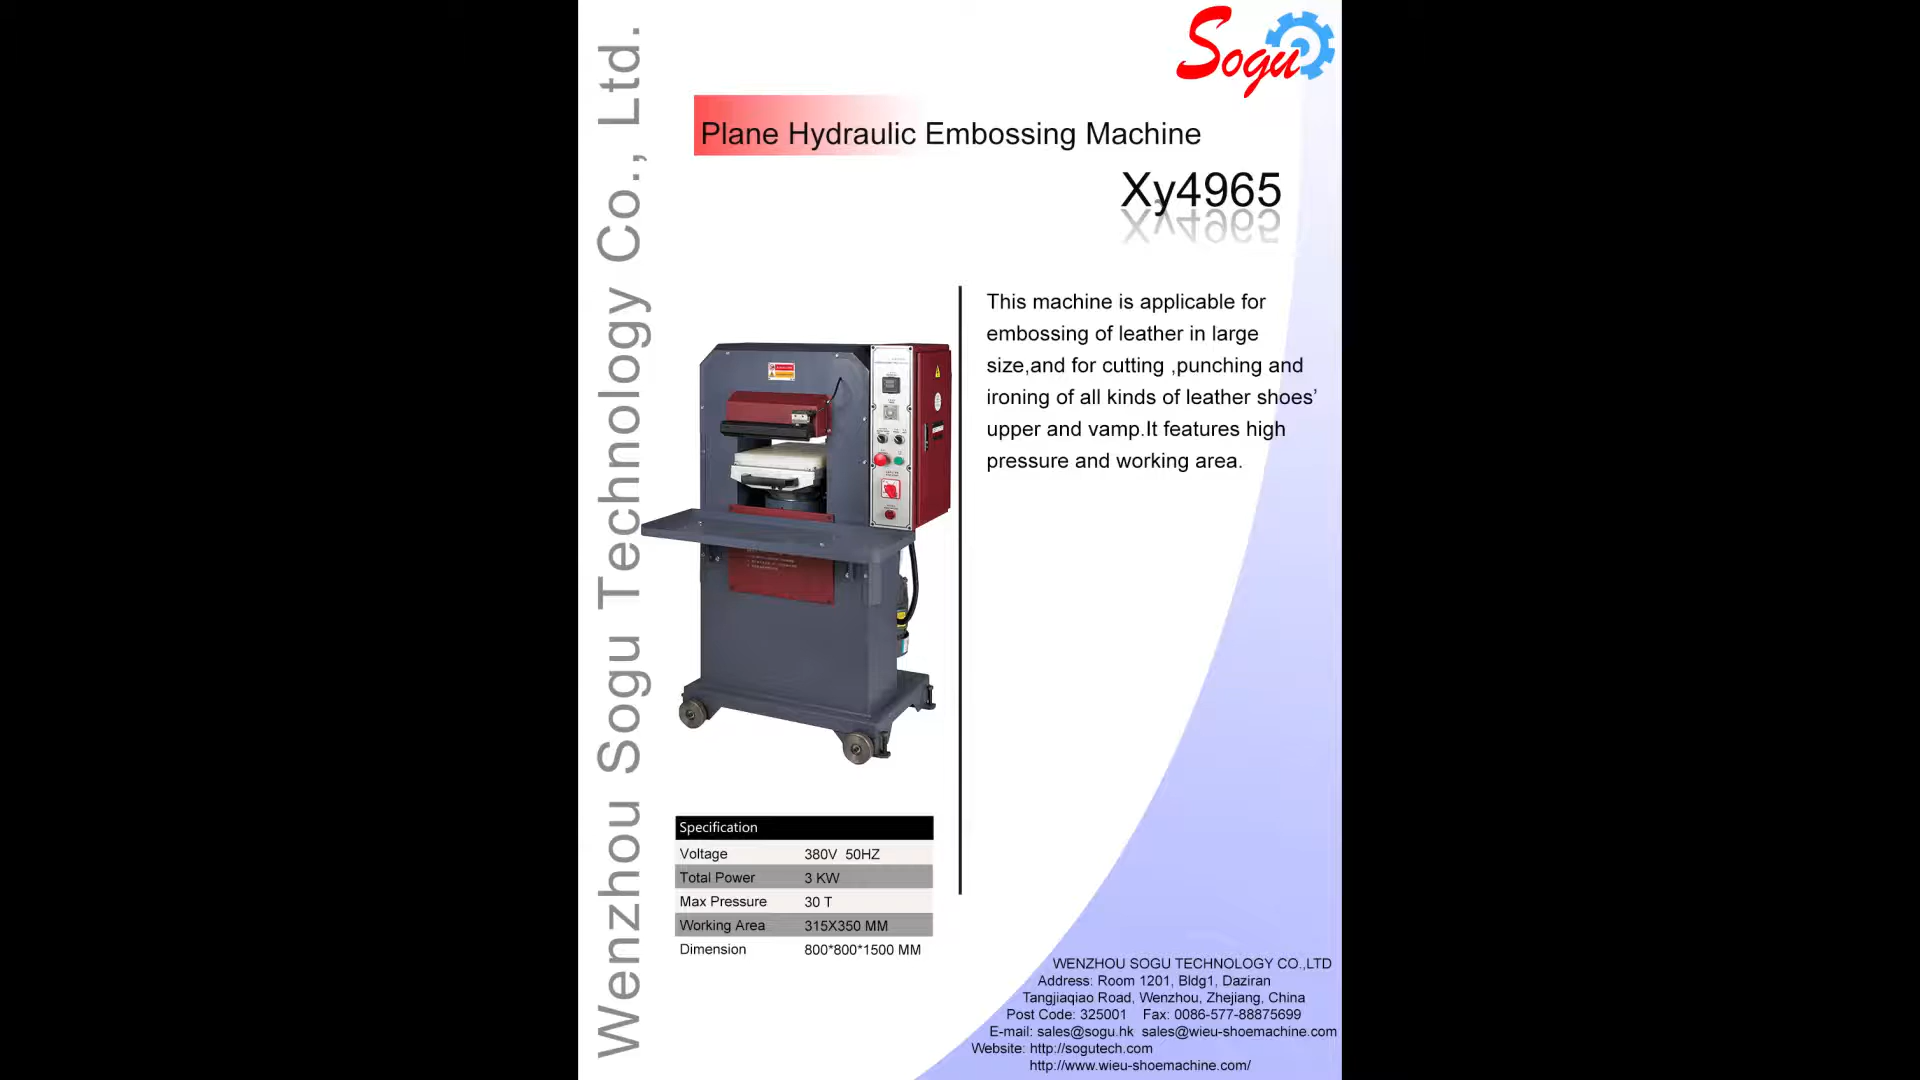 Wenzhou Sogu Technology Co., Ltd.
Sogu
Plane Hydraulic Embossing Machine
Xy4965
This machine is applicable for
embossing of leather in large
size,and for cutting ,punching and
ironing of all kinds of leather shoes’
upper and vamp.It features high
pressure and working area.
Specification
Voltage 380V 50HZ
Total Power 3 KW
Max Pressure 30 T
Working Area 315X350 MM
Dimension 800*800*1500 MM
WENZHOU SOGU TECHNOLOGY CO.,LTD
Address: Room 1201, Bldg1, Daziran
Tangjiaqiao Road, Wenzhou, Zhejiang, China
Post Code: 325001 Fax: 0086-577-88875699
E-mail: sales@sogu.hk sales@wieu-shoemachine.com
Website: http://sogutech.com
http://www.wieu-shoemachine.com/